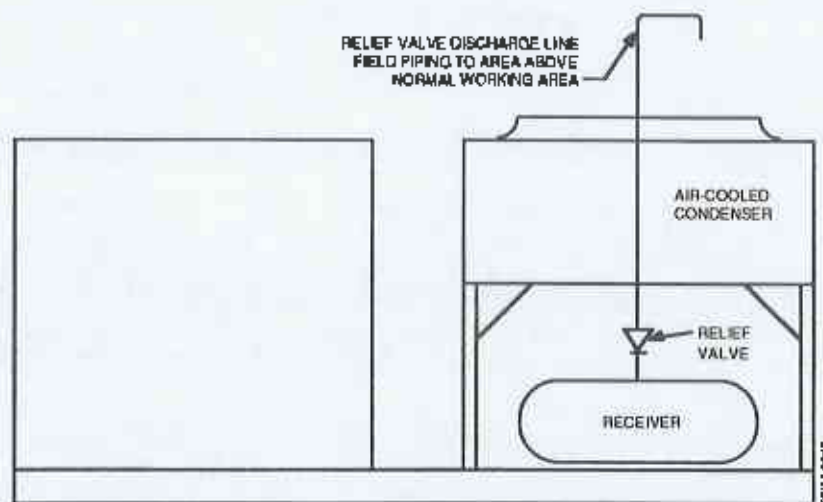 RELIEF VALVE DISCHARGE LINE
FIELD PIPING TO AREA ABOVE
NORMAL WORKING AREA
AIR-COOLED
CONDENSER
RELIEF
VALVE
RECEIVER